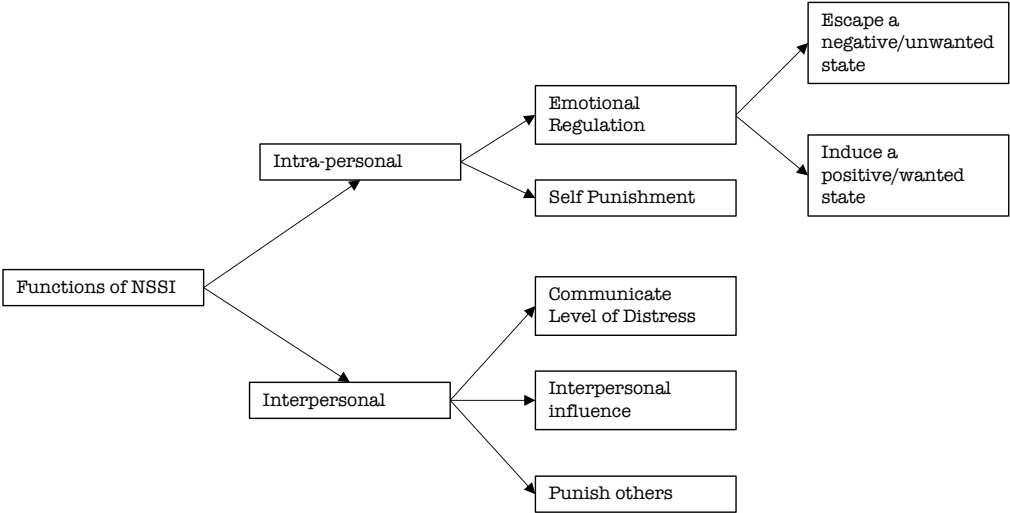 Escape a
negative/unwanted
state
Emotional
Regulation
Induce a
positive/wanted
state
Intra-personal
Self Punishment
Functions of NSSI
Communicate
Level of Distress
Interpersonal
Interpersonal
influence
Punish others